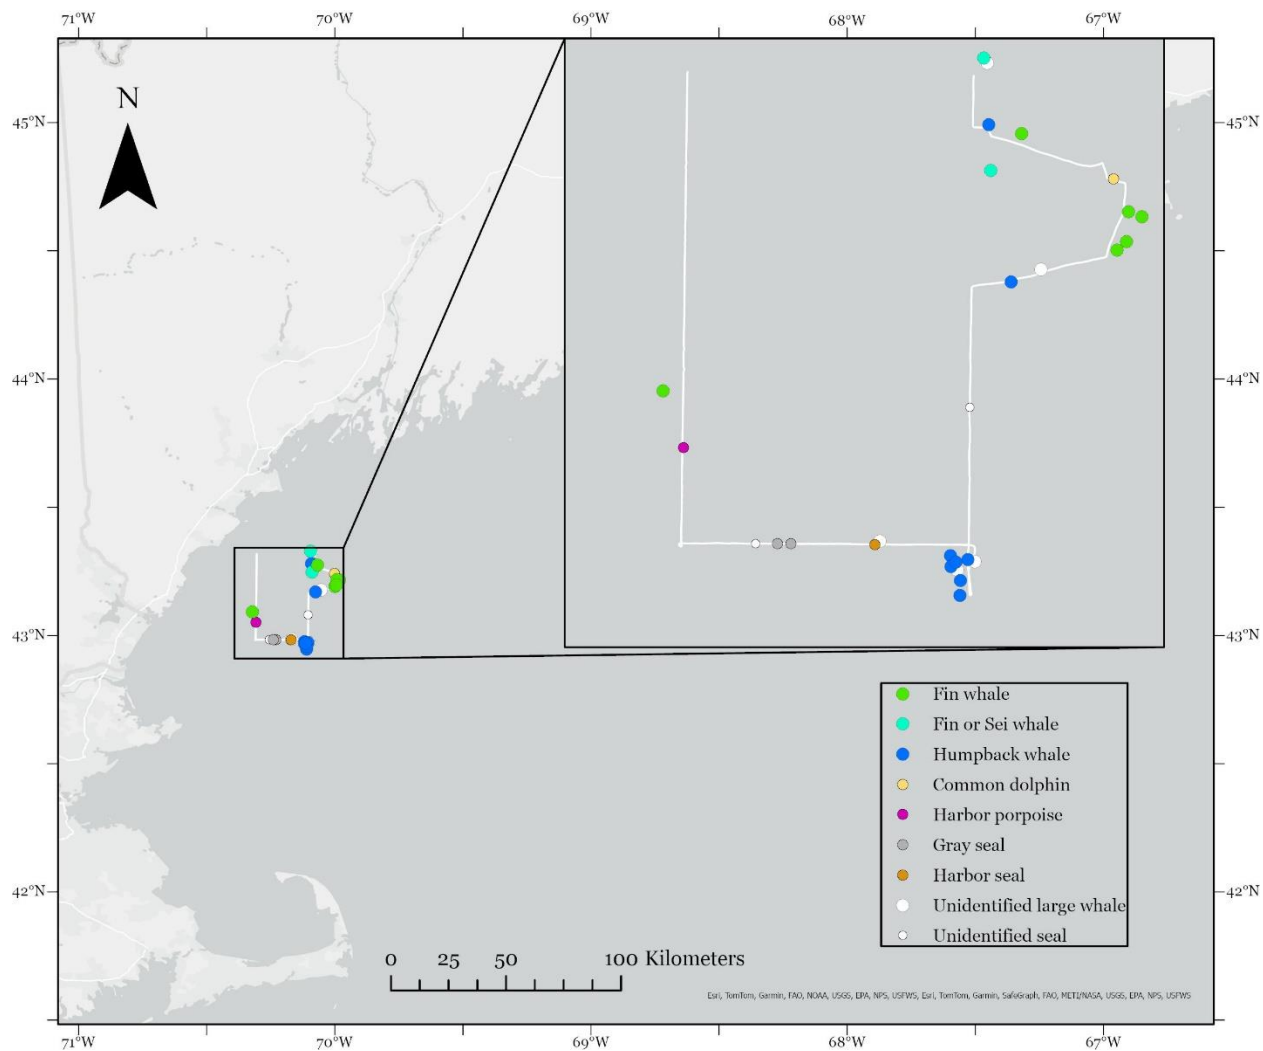 71°W 70°W 69°W 68°W 67°W
N
45°N 45°N
44°N 44°N
43°N 43°N
Fin whale
Fin or Sei whale
Humpback whale
Common dolphin
Harbor porpoise
Gray seal
Harbor seal
42°N 42°N
Unidentified large whale
Unidentified seal
0 25 50 100 Kilometers
Esri, TomTom, Garmin, FAO, NOAA, USGS, EPA, NPS, USFWS, Esri, TomTom, Garmin, SafeGraph, FAO, METI/NASA, USGS, EPA, NPS, USFWS
71°W 70°W 69°W 68°W 67°W